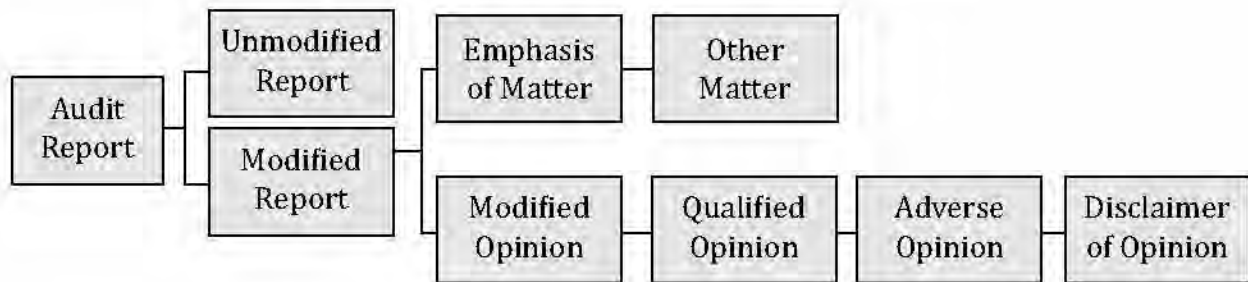 Audit
Report
Unmodified
Report
Modified
Report
Emphasis
of Matter
Other
Matter
Modified
Opinion
Qualified
Opinion
Adverse
Opinion
Disclaimer
of Opinion